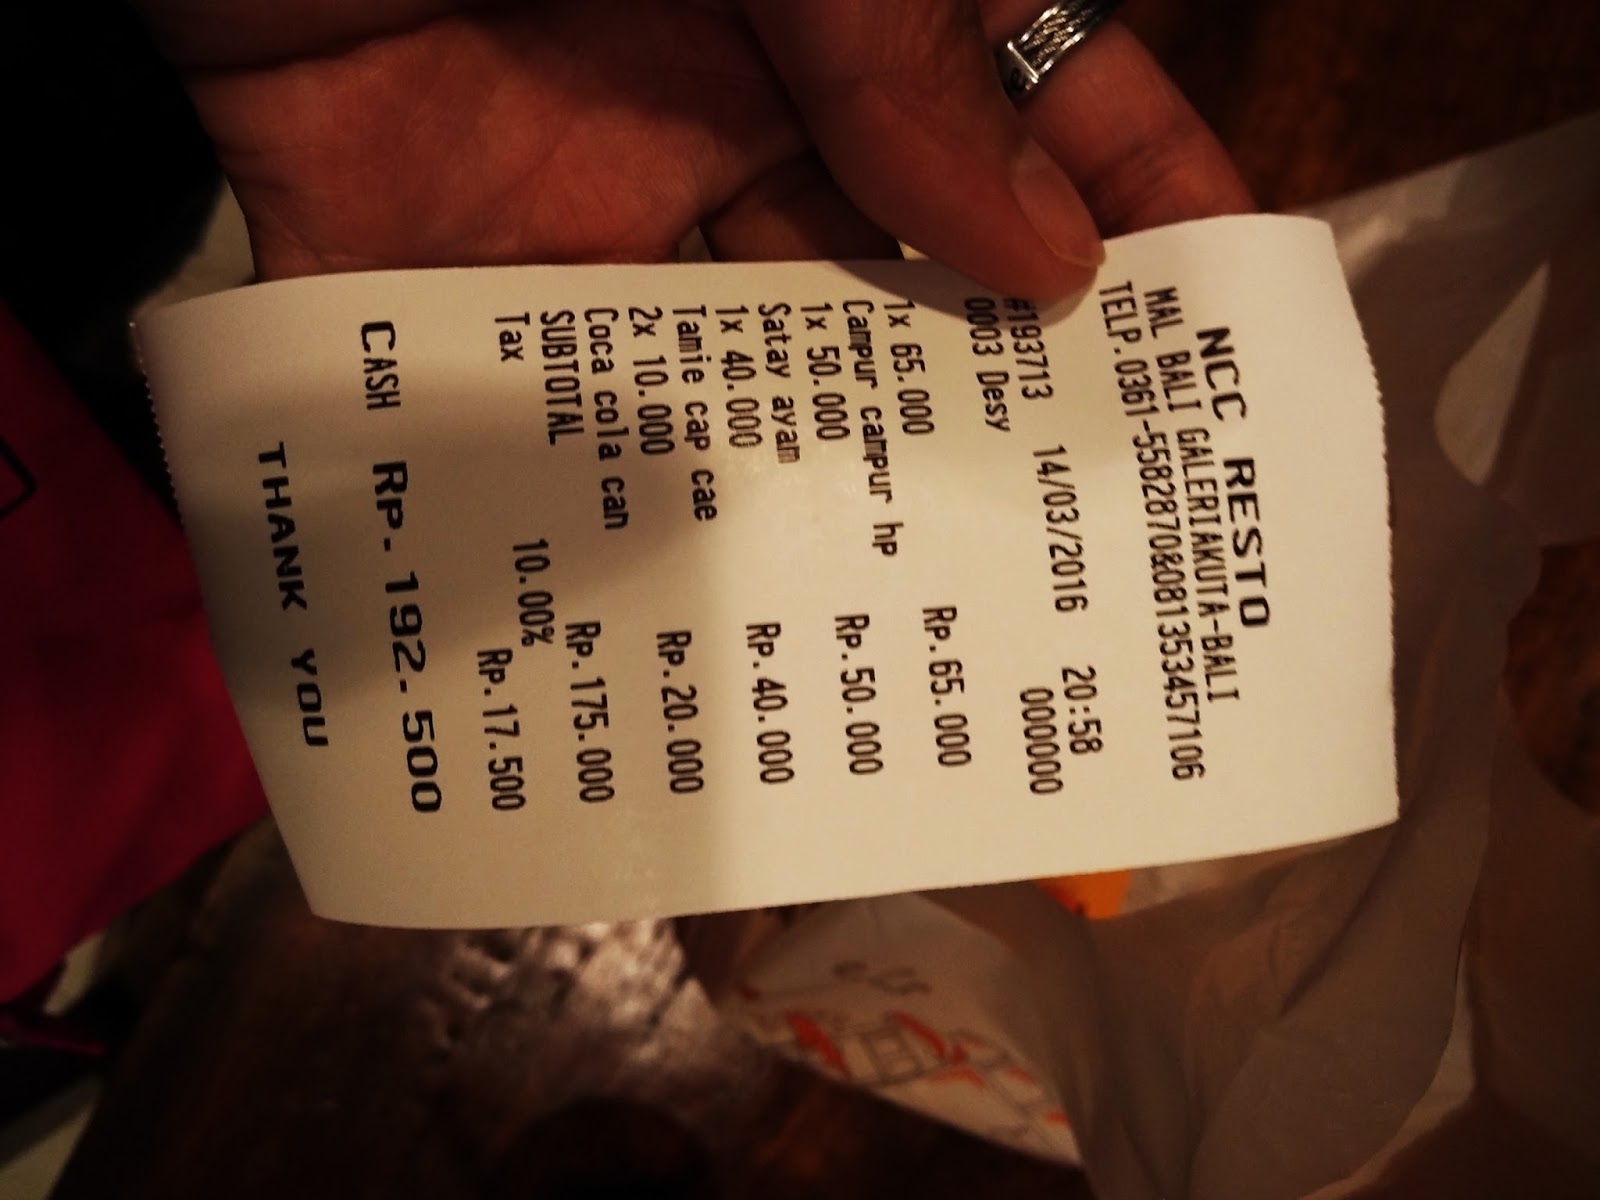 NCC RESTO
MAL BALI GALERIAKUTA-BALI
TELP.0361-5582870&081353457106
#193713 14/03/2016 20:58
0003 Desy 000000
1x 65.000 Rp.65.000
Campur campur hp
1x 50.000 Rp.50.000
Satay ayam
1x 40.000 Rp.40.000
Tamie cap cae
2x 10.000 Rp.20.000
Coca cola can
SUBTOTAL Rp.175.000
Tax 10.00% Rp.17.500
CASH Rp.192.500
THANK YOU